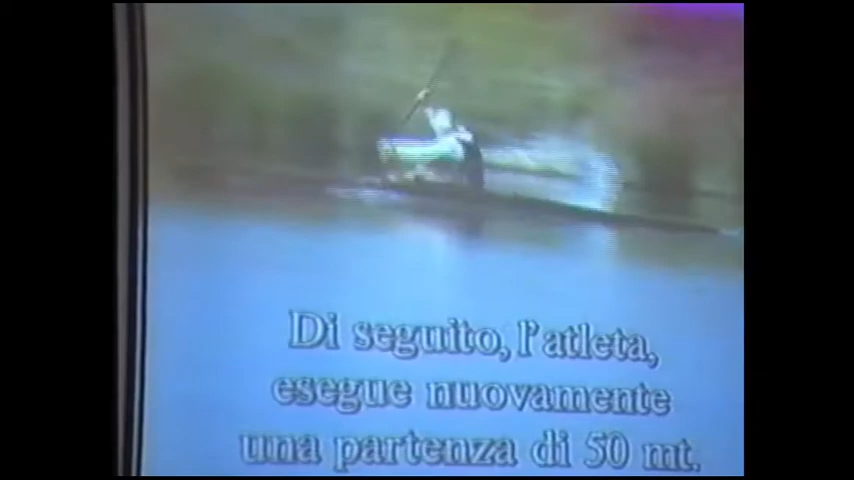 Di seguito, l'atleta,
esegue nuovamente
una partenza di 50 mt.